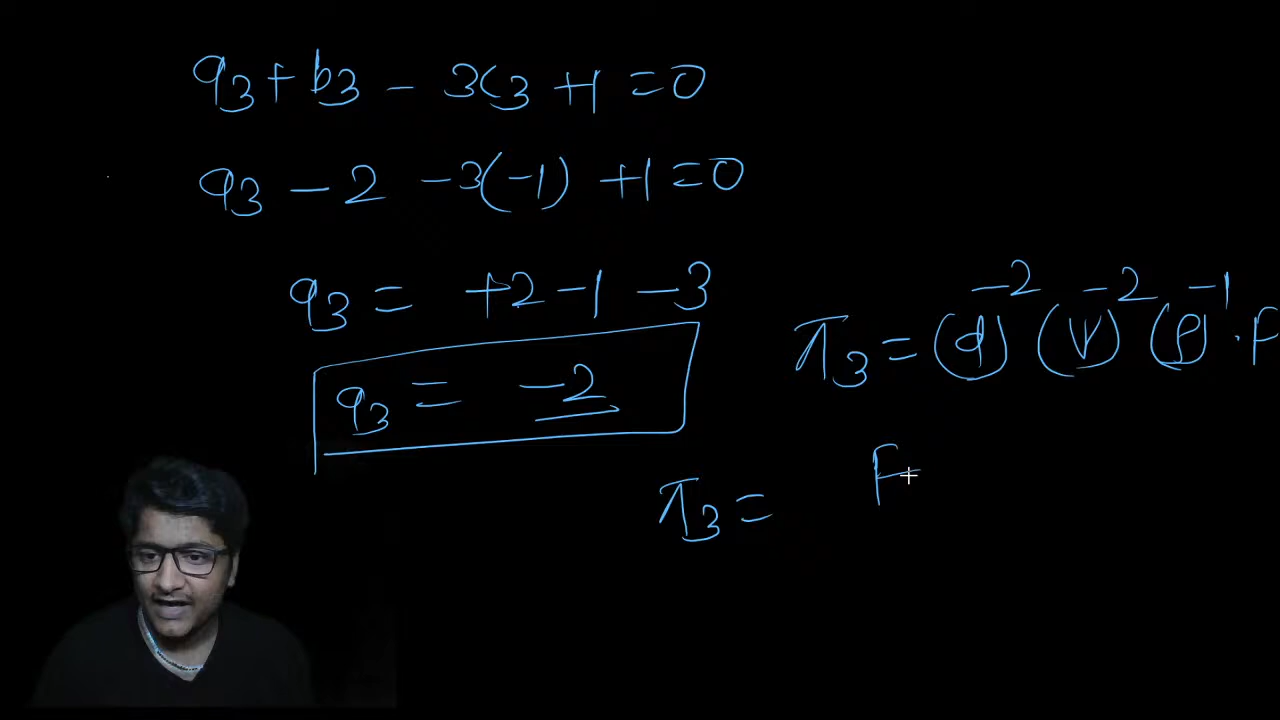 a3 + b3 - 3c3 + 1 = 0
a3 - 2 - 3(-1) + 1 = 0
a3 = +2 - 1 - 3
a3 = -2
π3 = (d)^-2 (V)^-2 (ρ)^-1 . F
π3 = F